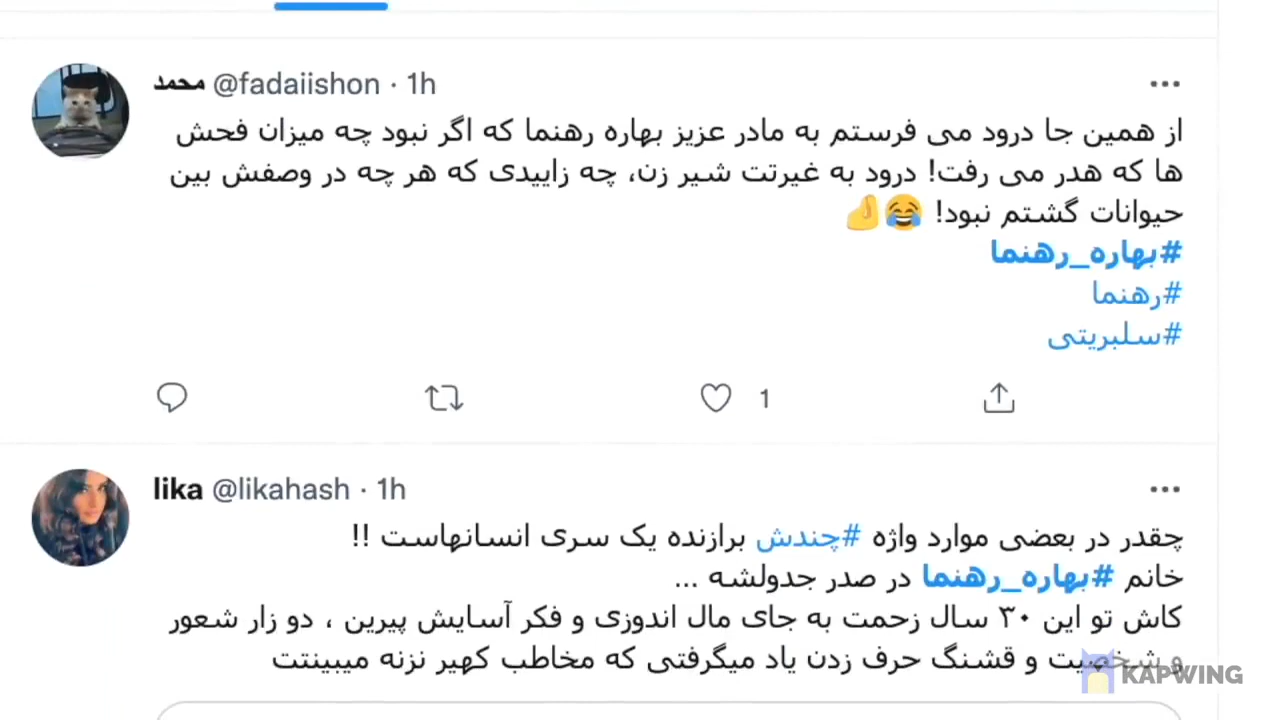 محمد @fadaiishon · 1h
از همین جا درود می فرستم به مادر عزیز بهاره رهنما که اگر نبود چه میزان فحش
ها که هدر می رفت! درود به غیرتت شیر زن، چه زاییدی که هر چه در وصفش بین
حیوانات گشتم نبود! 😂🤌
#بهاره_رهنما
#رهنما
#سلبریتی
1
lika @likahash · 1h
چقدر در بعضی موارد واژه #چندش برازنده یک سری انسانهاست !!
خانم #بهاره_رهنما در صدر جدولشه ...
کاش تو این ۳۰ سال زحمت به جای مال اندوزی و فکر آسایش پیرین ، دو زار شعور
و شخصیت و قشنگ حرف زدن یاد میگرفتی که مخاطب کهیر نزنه میبینتت
KAPWING